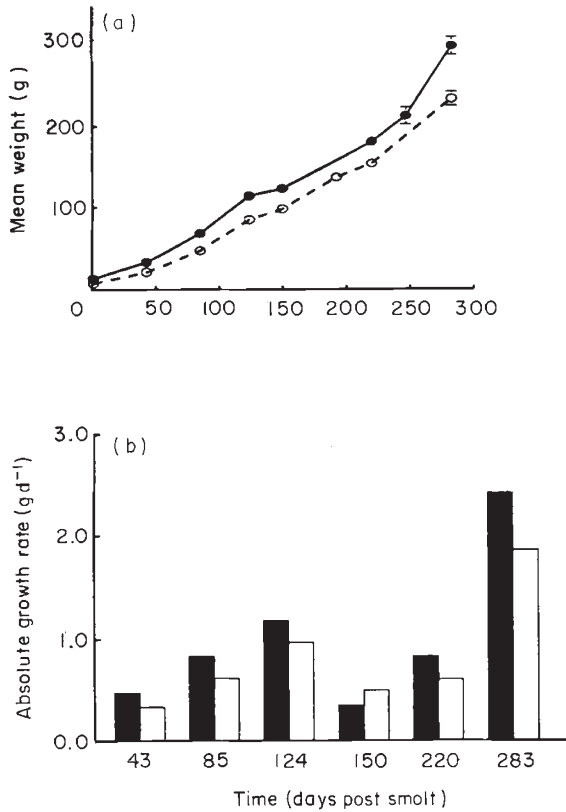 (a)
Mean weight (g)
300
200
100
0 50 100 150 200 250 300
(b)
Absolute growth rate (g d⁻¹)
3.0
2.0
1.0
0.0
43 85 124 150 220 283
Time (days post smolt)